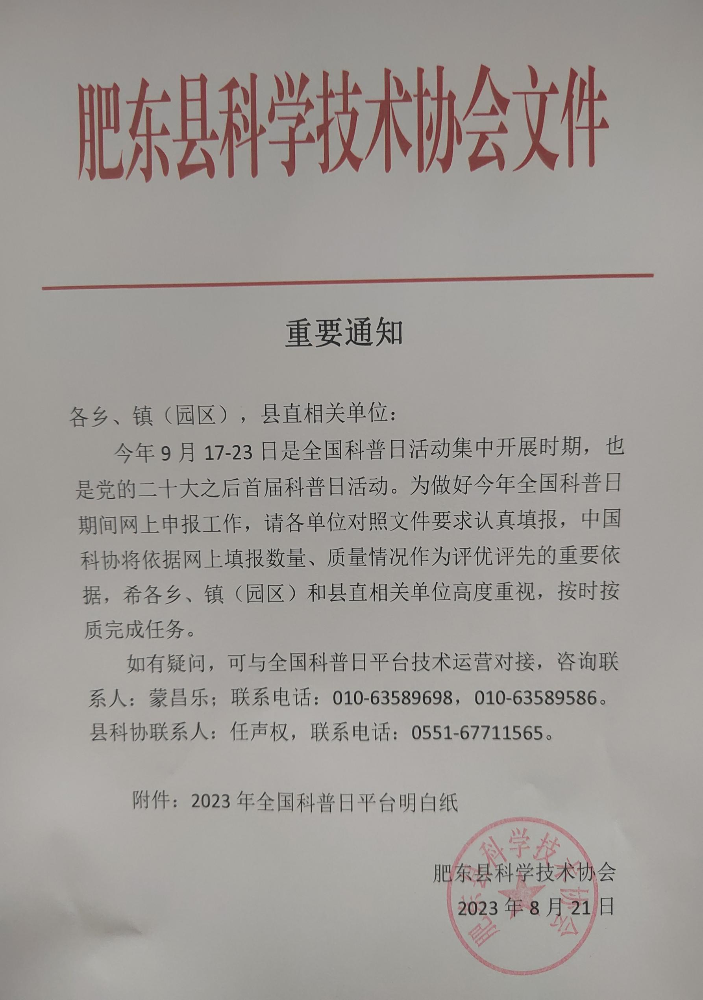 肥东县科学技术协会文件
重要通知
各乡、镇（园区），县直相关单位：
今年 9 月 17-23 日是全国科普日活动集中开展时期，也
是党的二十大之后首届科普日活动。为做好今年全国科普日
期间网上申报工作，请各单位对照文件要求认真填报，中国
科协将依据网上填报数量、质量情况作为评优评先的重要依
据，希各乡、镇（园区）和县直相关单位高度重视，按时按
质完成任务。
如有疑问，可与全国科普日平台技术运营对接，咨询联
系人：蒙昌乐；联系电话：010-63589698，010-63589586。
县科协联系人：任声权，联系电话：0551-67711565。
附件：2023 年全国科普日平台明白纸
肥东县科学技术协会
2023 年 8 月 21 日
肥东县科学技术协会